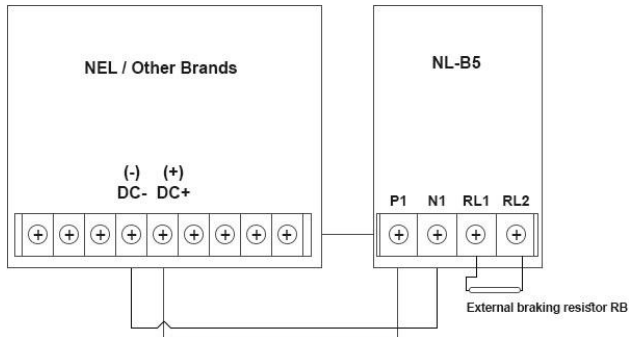 NEL / Other Brands
NL-B5
(-) (+)
DC- DC+
P1 N1 RL1 RL2
External braking resistor RB